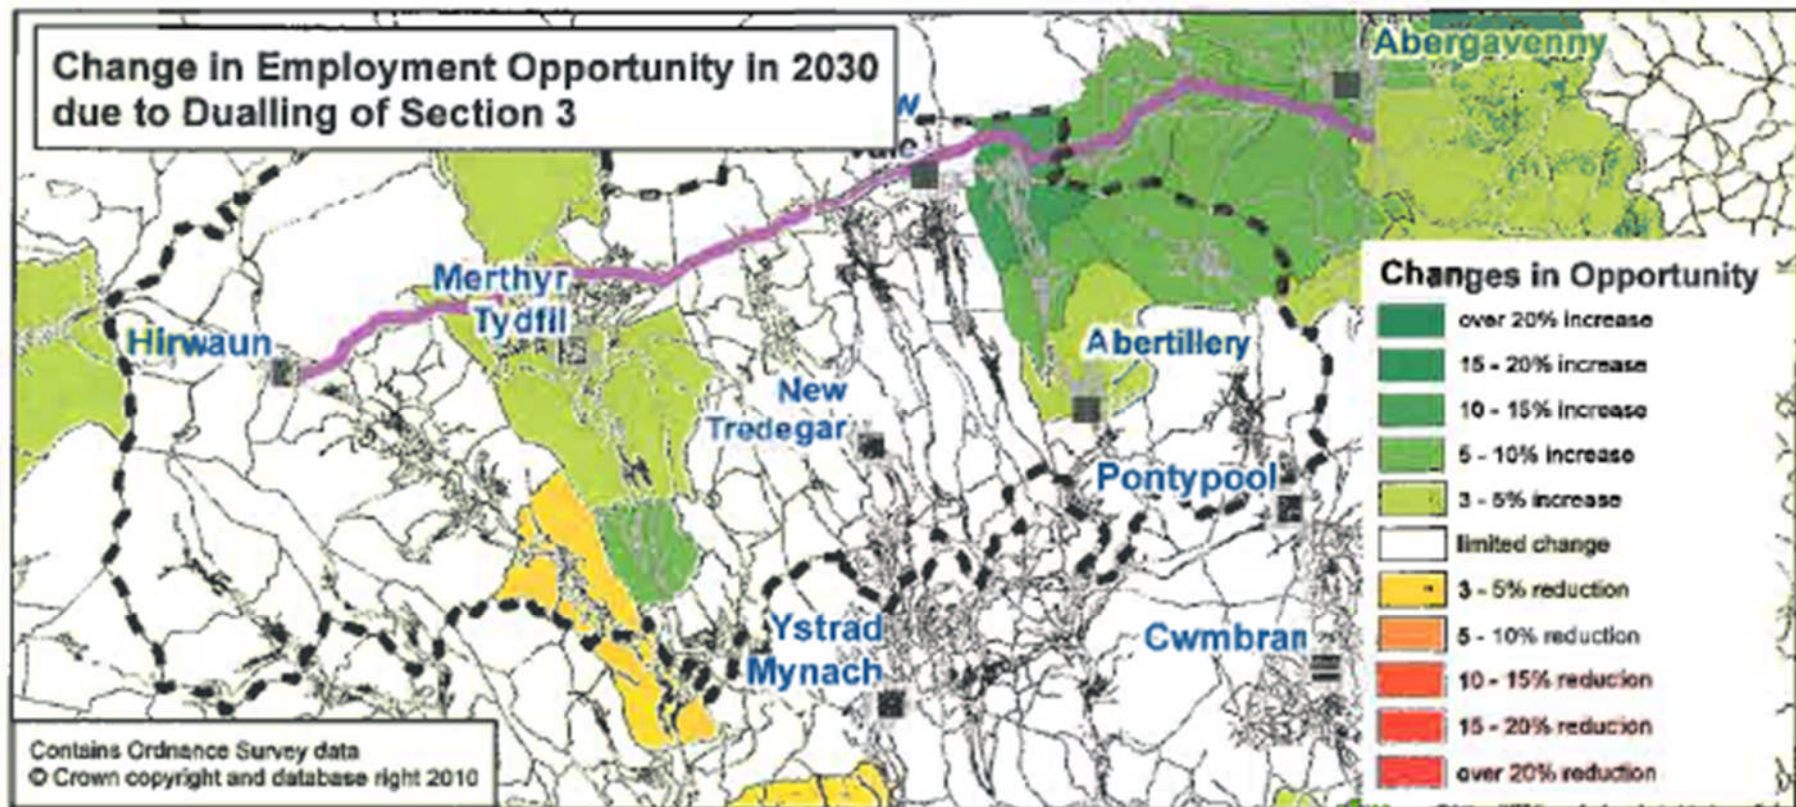 Change in Employment Opportunity in 2030
due to Dualling of Section 3
Abergavenny
Merthyr
Tydfil
Hirwaun
New
Tredegar
Abertillery
Pontypool
Ystrad
Mynach
Cwmbran
Changes in Opportunity
over 20% increase
15 - 20% increase
10 - 15% increase
5 - 10% increase
3 - 5% increase
limited change
3 - 5% reduction
5 - 10% reduction
10 - 15% reduction
15 - 20% reduction
over 20% reduction
Contains Ordnance Survey data
© Crown copyright and database right 2010